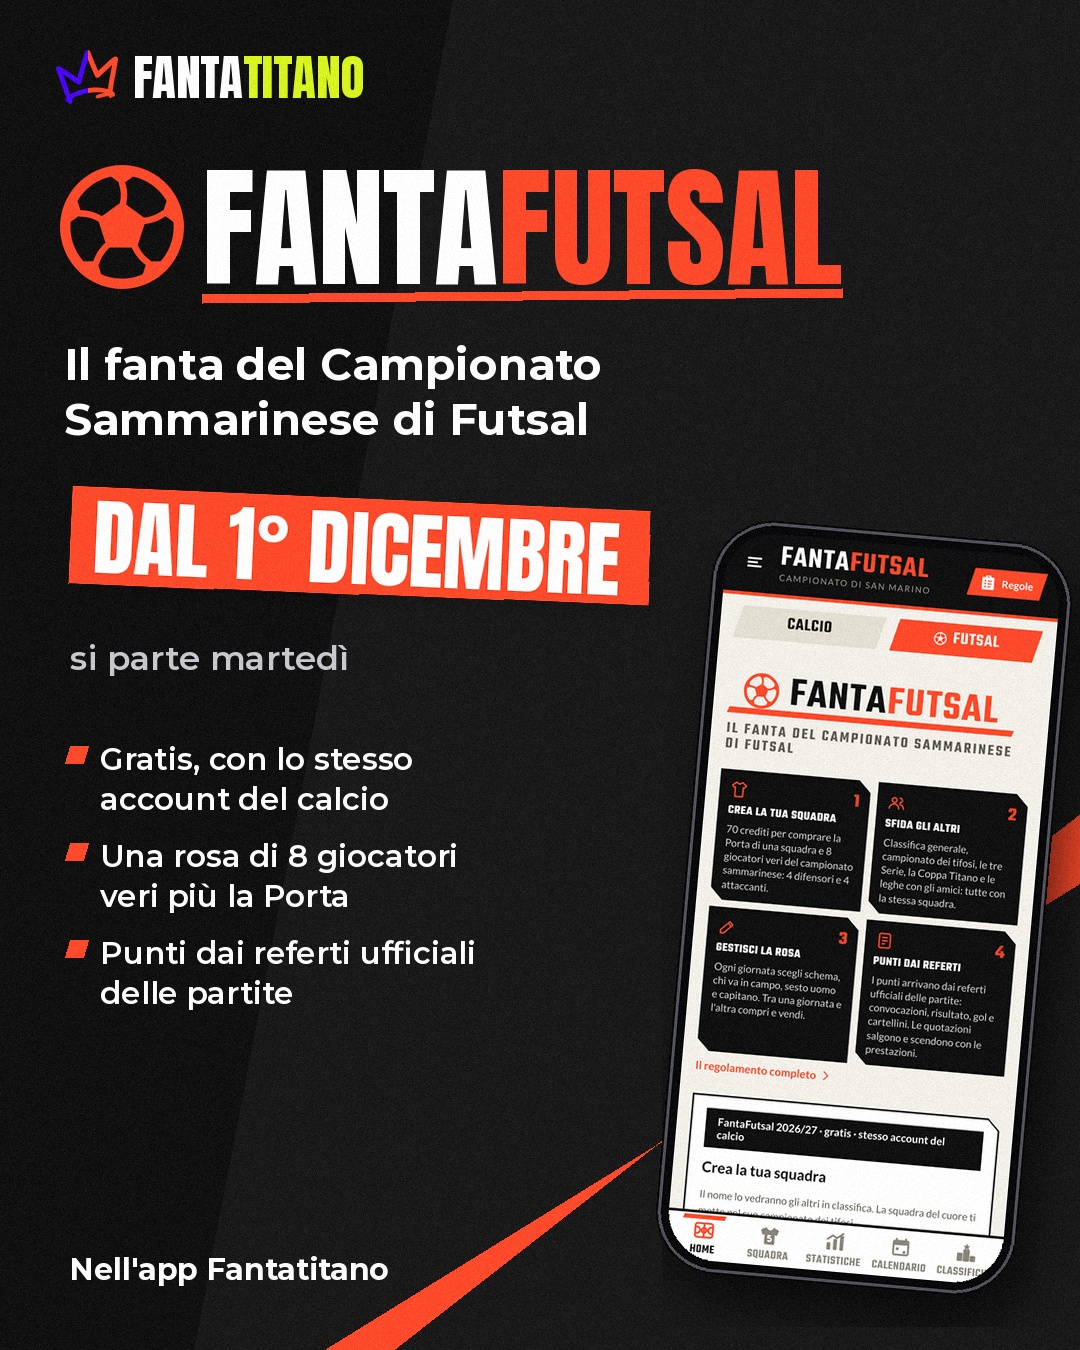 FANTATITANO
FANTAFUTSAL
Il fanta del Campionato
Sammarinese di Futsal
DAL 1° DICEMBRE
si parte martedì
Gratis, con lo stesso
account del calcio
Una rosa di 8 giocatori
veri più la Porta
Punti dai referti ufficiali
delle partite
Nell'app Fantatitano
FANTAFUTSAL
CAMPIONATO DI SAN MARINO
Regole
CALCIO
FUTSAL
FANTAFUTSAL
IL FANTA DEL CAMPIONATO SAMMARINESE
DI FUTSAL
1
CREA LA TUA SQUADRA
70 crediti per comprare la
Porta di una squadra e 8
giocatori veri del campionato
sammarinese: 4 difensori e 4
attaccanti.
2
SFIDA GLI ALTRI
Classifica generale,
campionato dei tifosi, le tre
Serie, la Coppa Titano e le
leghe con gli amici: tutte con
la stessa squadra.
3
GESTISCI LA ROSA
Ogni giornata scegli schema,
chi va in campo, sesto uomo
e capitano. Tra una giornata e
l'altra compri e vendi.
4
PUNTI DAI REFERTI
I punti arrivano dai referti
ufficiali delle partite:
convocazioni, risultato, gol e
cartellini. Le quotazioni
salgono e scendono con le
prestazioni.
Il regolamento completo
FantaFutsal 2026/27 · gratis · stesso account del
calcio
Crea la tua squadra
Il nome lo vedranno gli altri in classifica. La squadra del cuore ti
HOME
SQUADRA
STATISTICHE
CALENDARIO